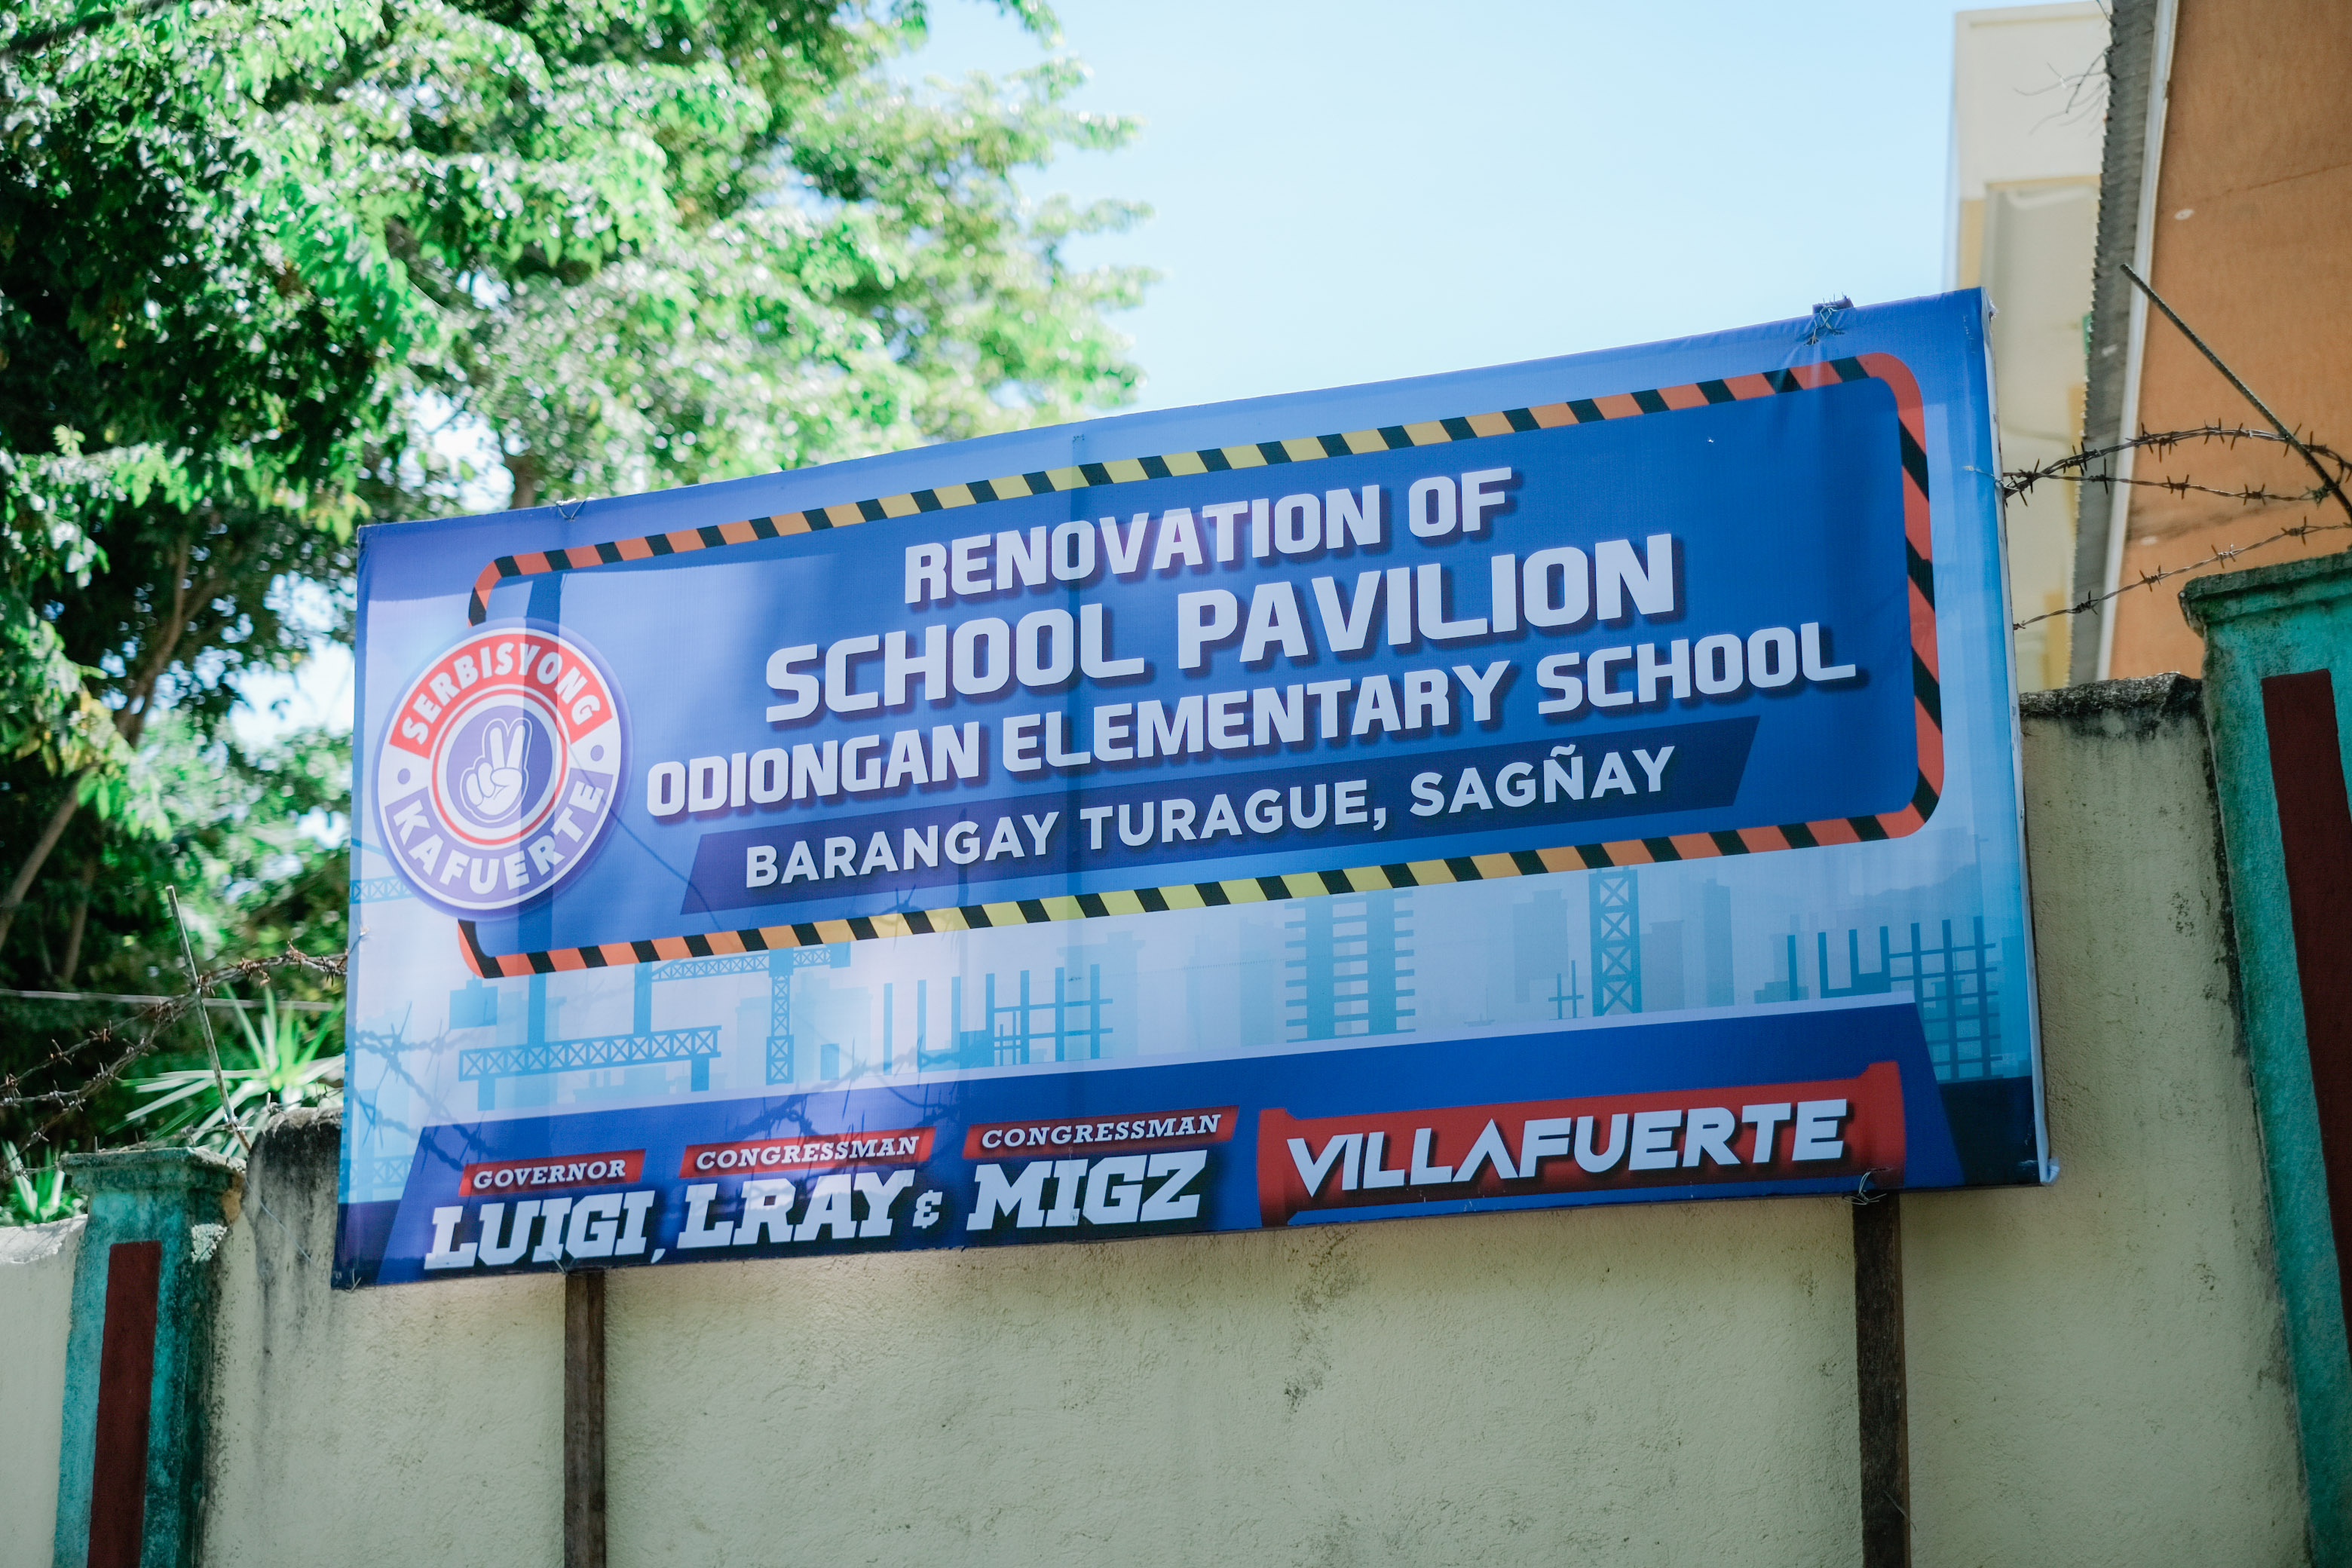 RENOVATION OF
SCHOOL PAVILION
ODIONGAN ELEMENTARY SCHOOL
BARANGAY TURAGUE, SAGÑAY
SERBISYONG
KAFUERTE
GOVERNOR
LUIGI,
CONGRESSMAN
LRAY &
CONGRESSMAN
MIGZ
VILLAFUERTE